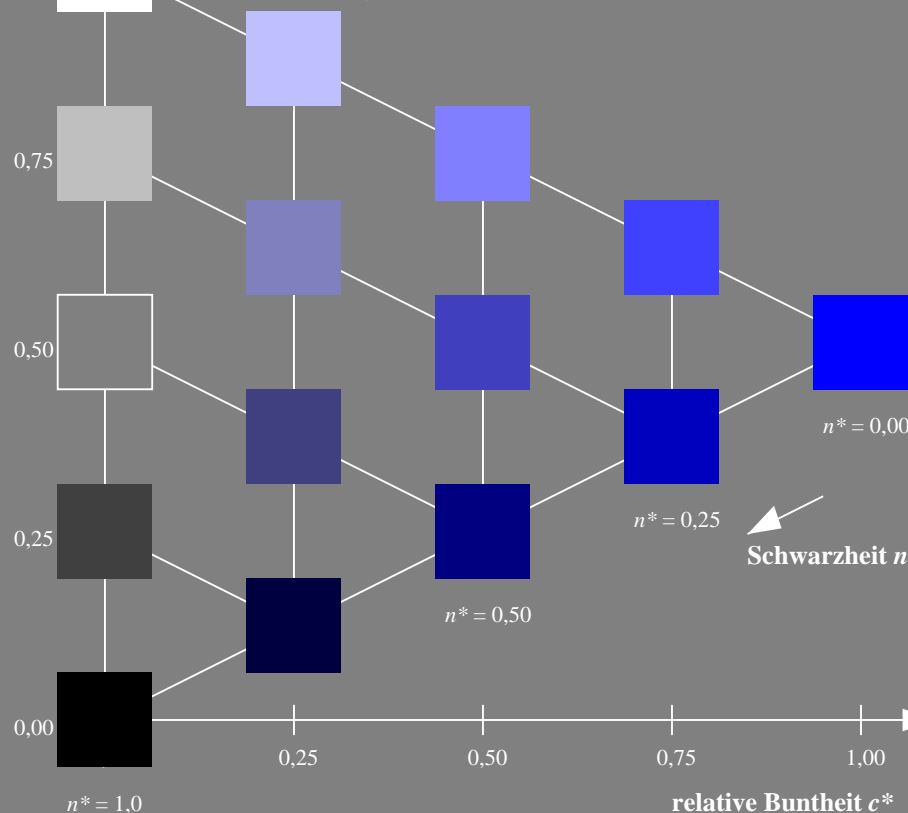 0,75
0,50
n* = 0,00
0,25
n* = 0,25
Schwarzheit n
n* = 0,50
0,00
0,25
0,50
0,75
1,00
n* = 1,0
relative Buntheit c*